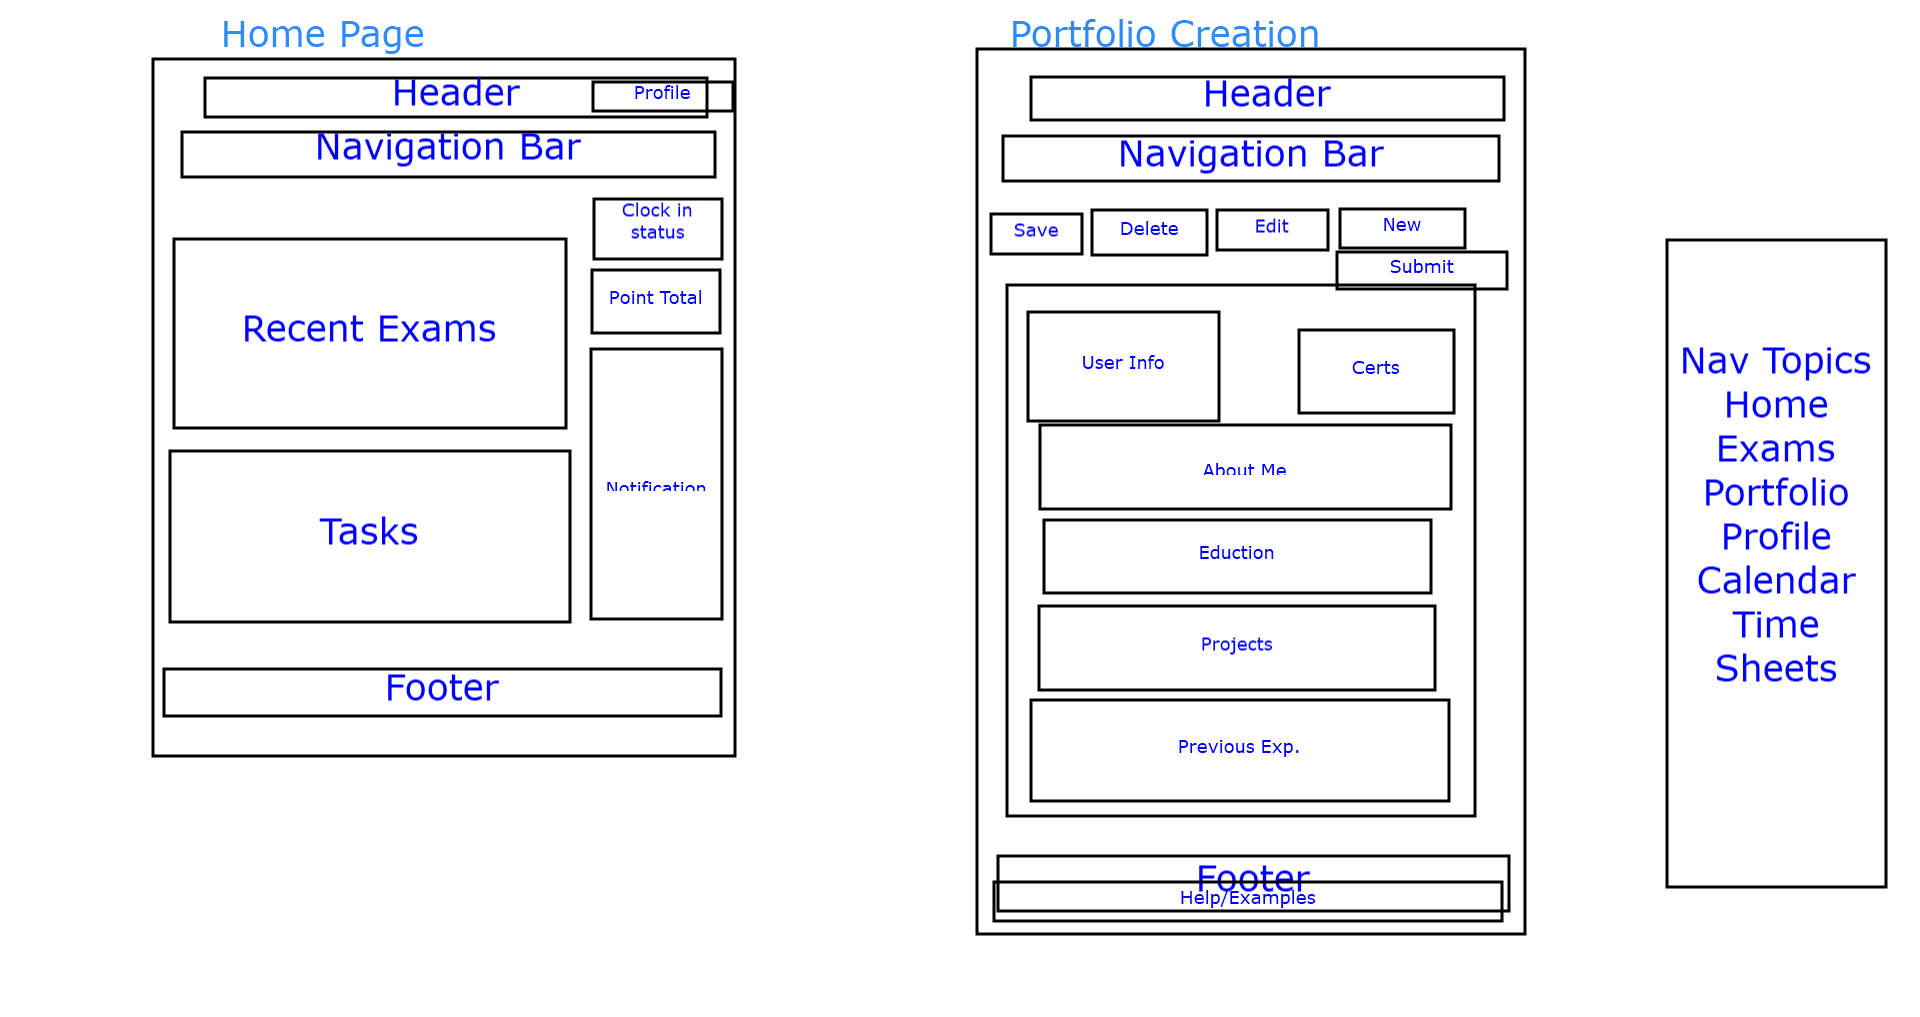 Home Page
Header
Profile
Navigation Bar
Clock in
status
Point Total
Recent Exams
Notification
Tasks
Footer
Portfolio Creation
Header
Navigation Bar
Save
Delete
Edit
New
Submit
User Info
Certs
About Me
Eduction
Projects
Previous Exp.
Footer
Help/Examples
Nav Topics
Home
Exams
Portfolio
Profile
Calendar
Time
Sheets